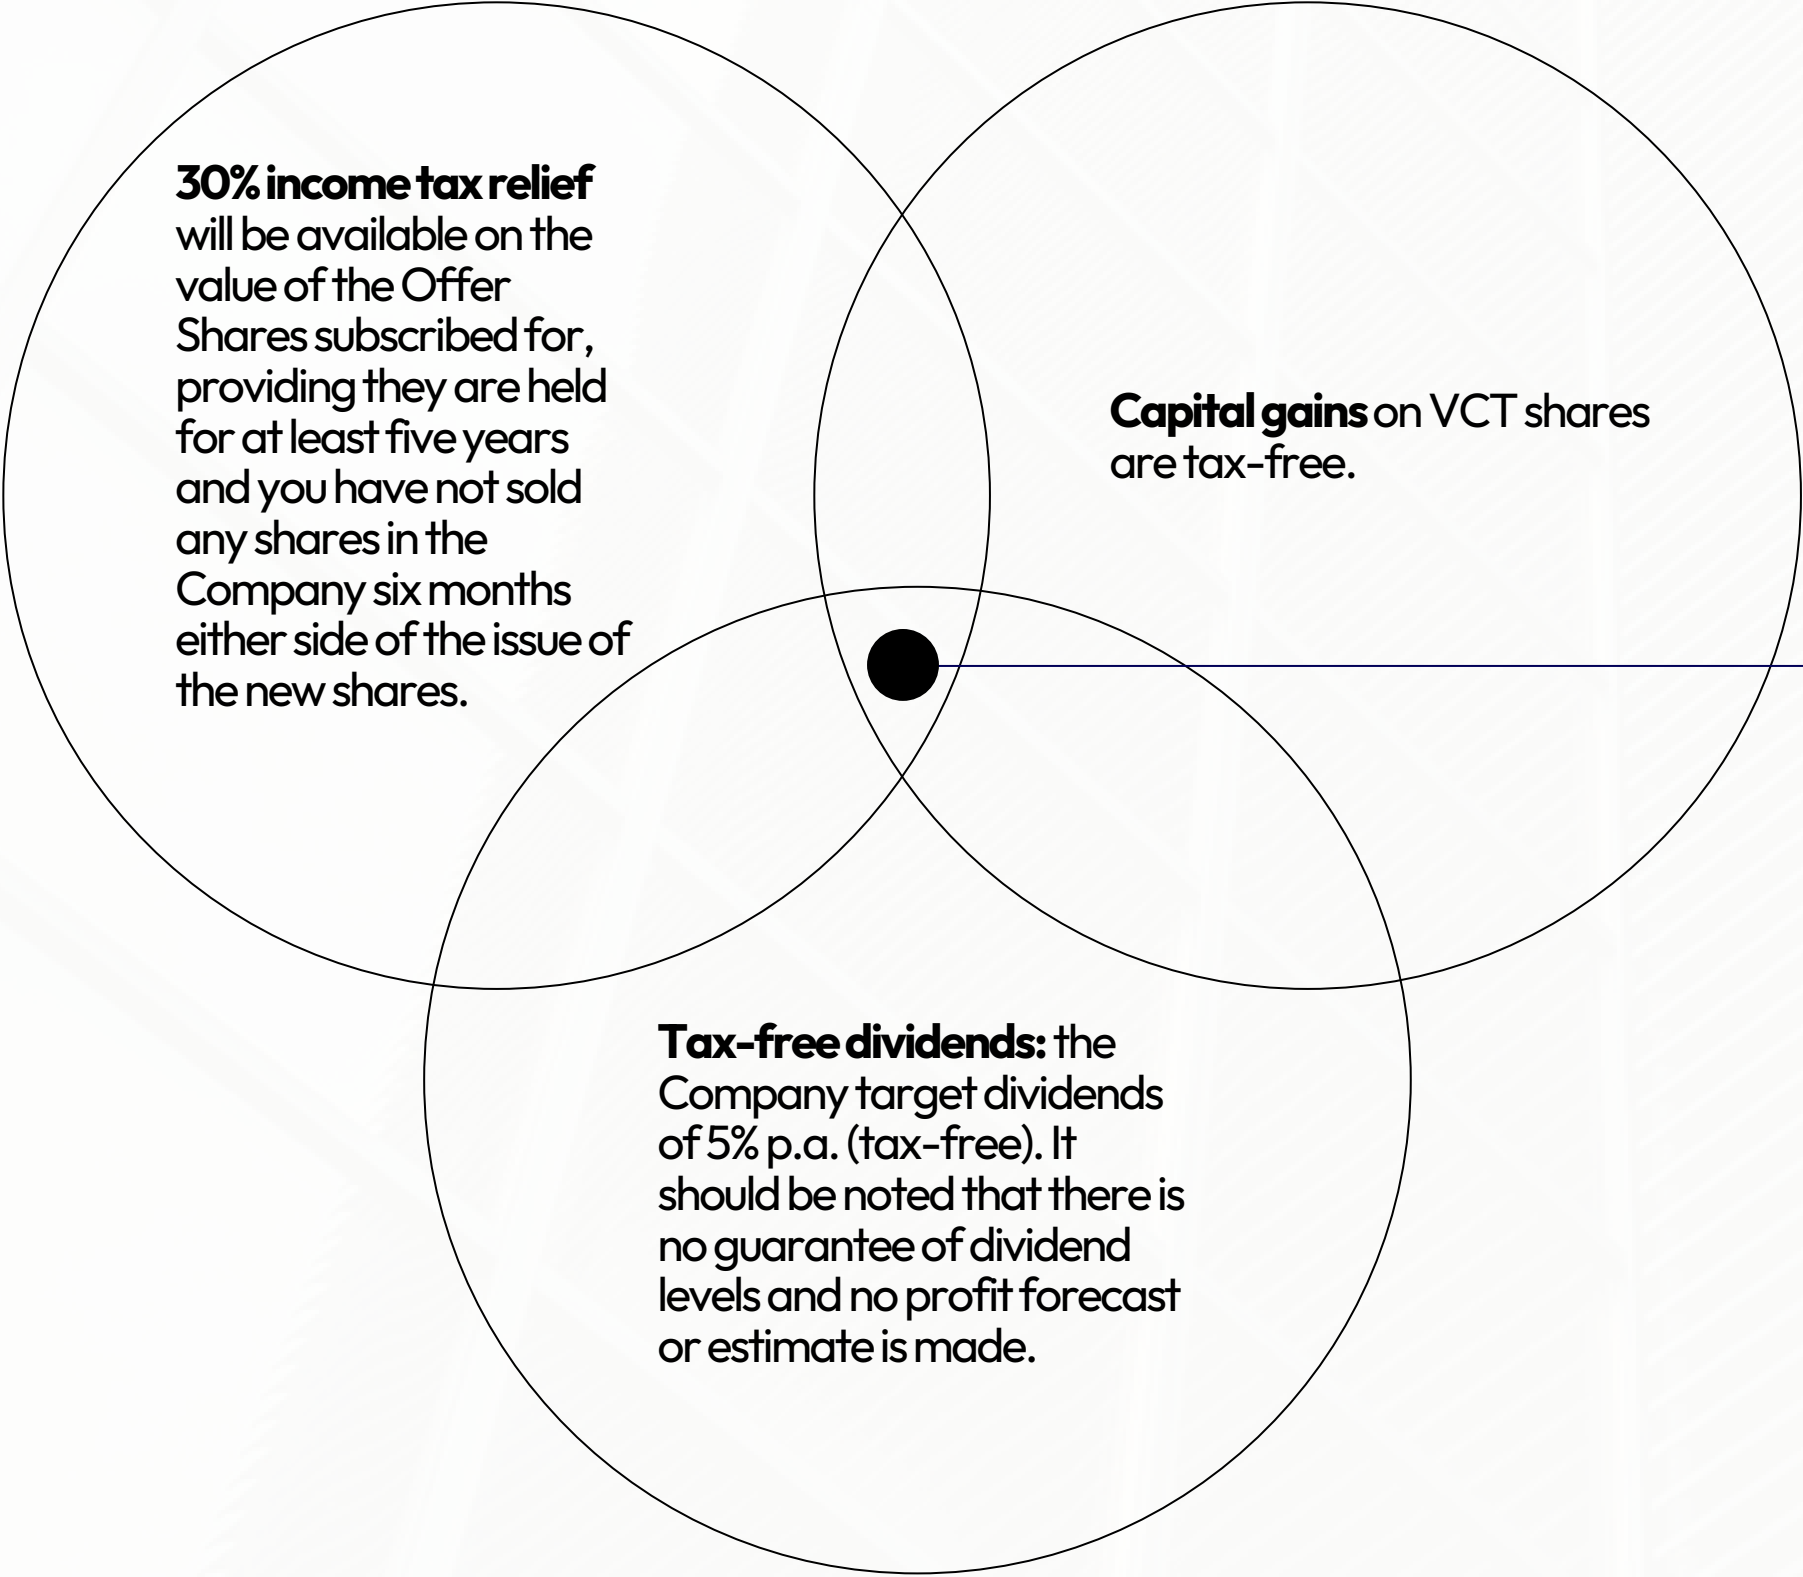 30% income tax relief
will be available on the
value of the Offer
Shares subscribed for,
providing they are held
for at least five years
and you have not sold
any shares in the
Company six months
either side of the issue of
the new shares.
Capital gains on VCT shares
are tax-free.
Tax-free dividends: the
Company target dividends
of 5% p.a. (tax-free). It
should be noted that there is
no guarantee of dividend
levels and no profit forecast
or estimate is made.